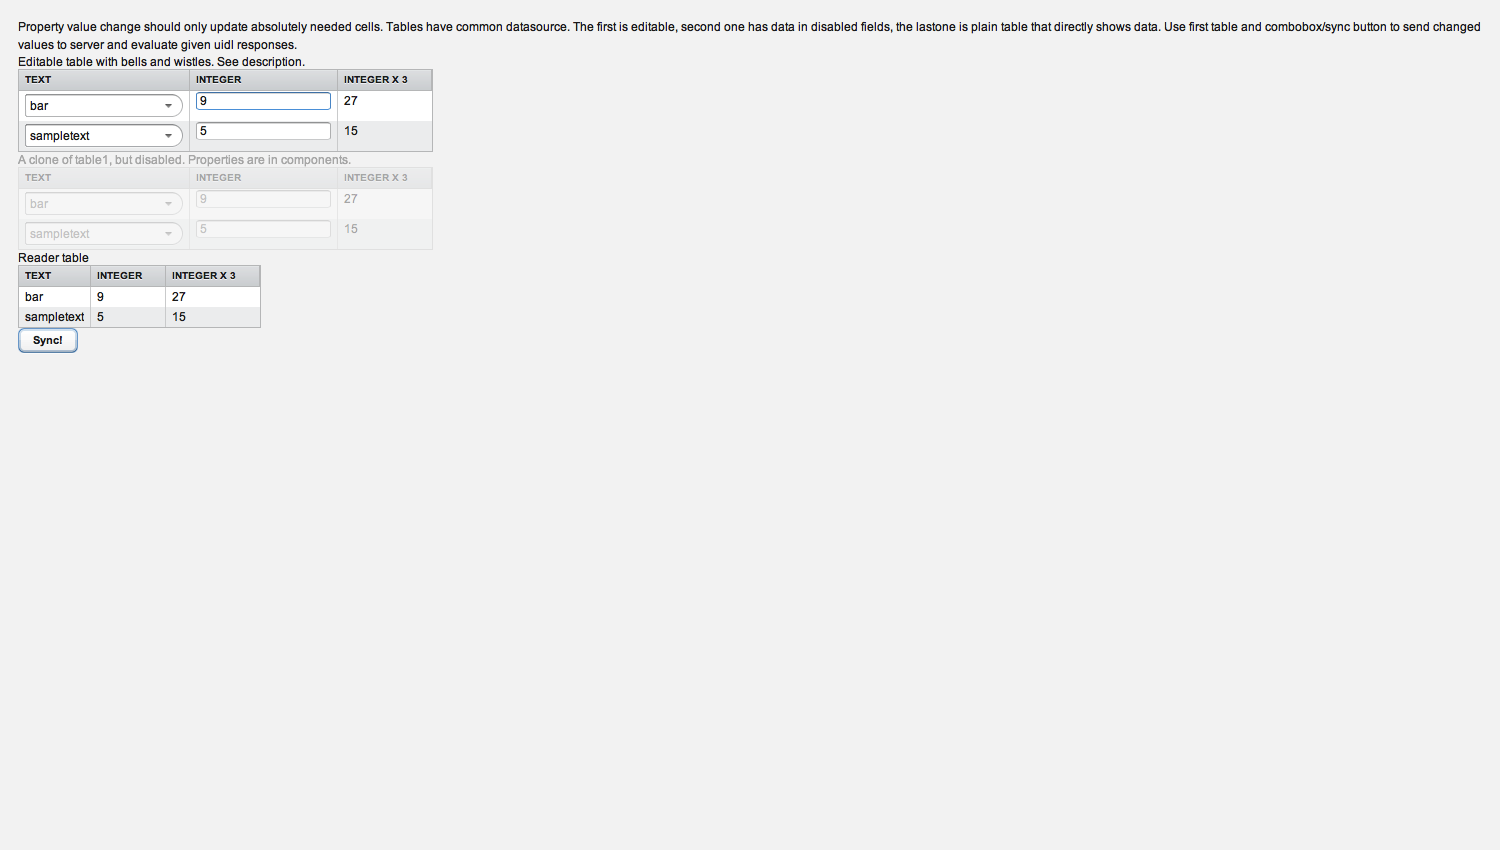 Property value change should only update absolutely needed cells. Tables have common datasource. The first is editable, second one has data in disabled fields, the lastone is plain table that directly shows data. Use first table and combobox/sync button to send changed
values to server and evaluate given uidl responses.
Editable table with bells and wistles. See description.
TEXT INTEGER INTEGER X 3
bar 9 27
sampletext 5 15
A clone of table1, but disabled. Properties are in components.
TEXT INTEGER INTEGER X 3
bar 9 27
sampletext 5 15
Reader table
TEXT INTEGER INTEGER X 3
bar 9 27
sampletext 5 15
Sync!